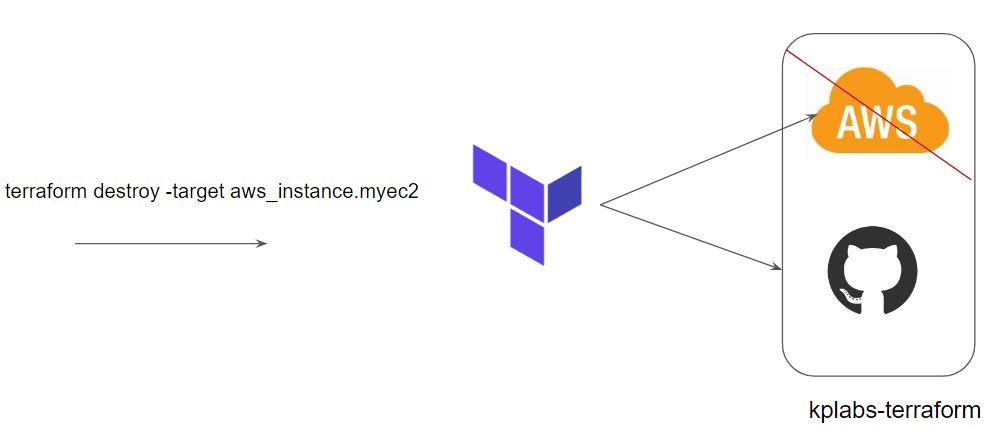 terraform destroy -target aws_instance.myec2
AWS
kplabs-terraform